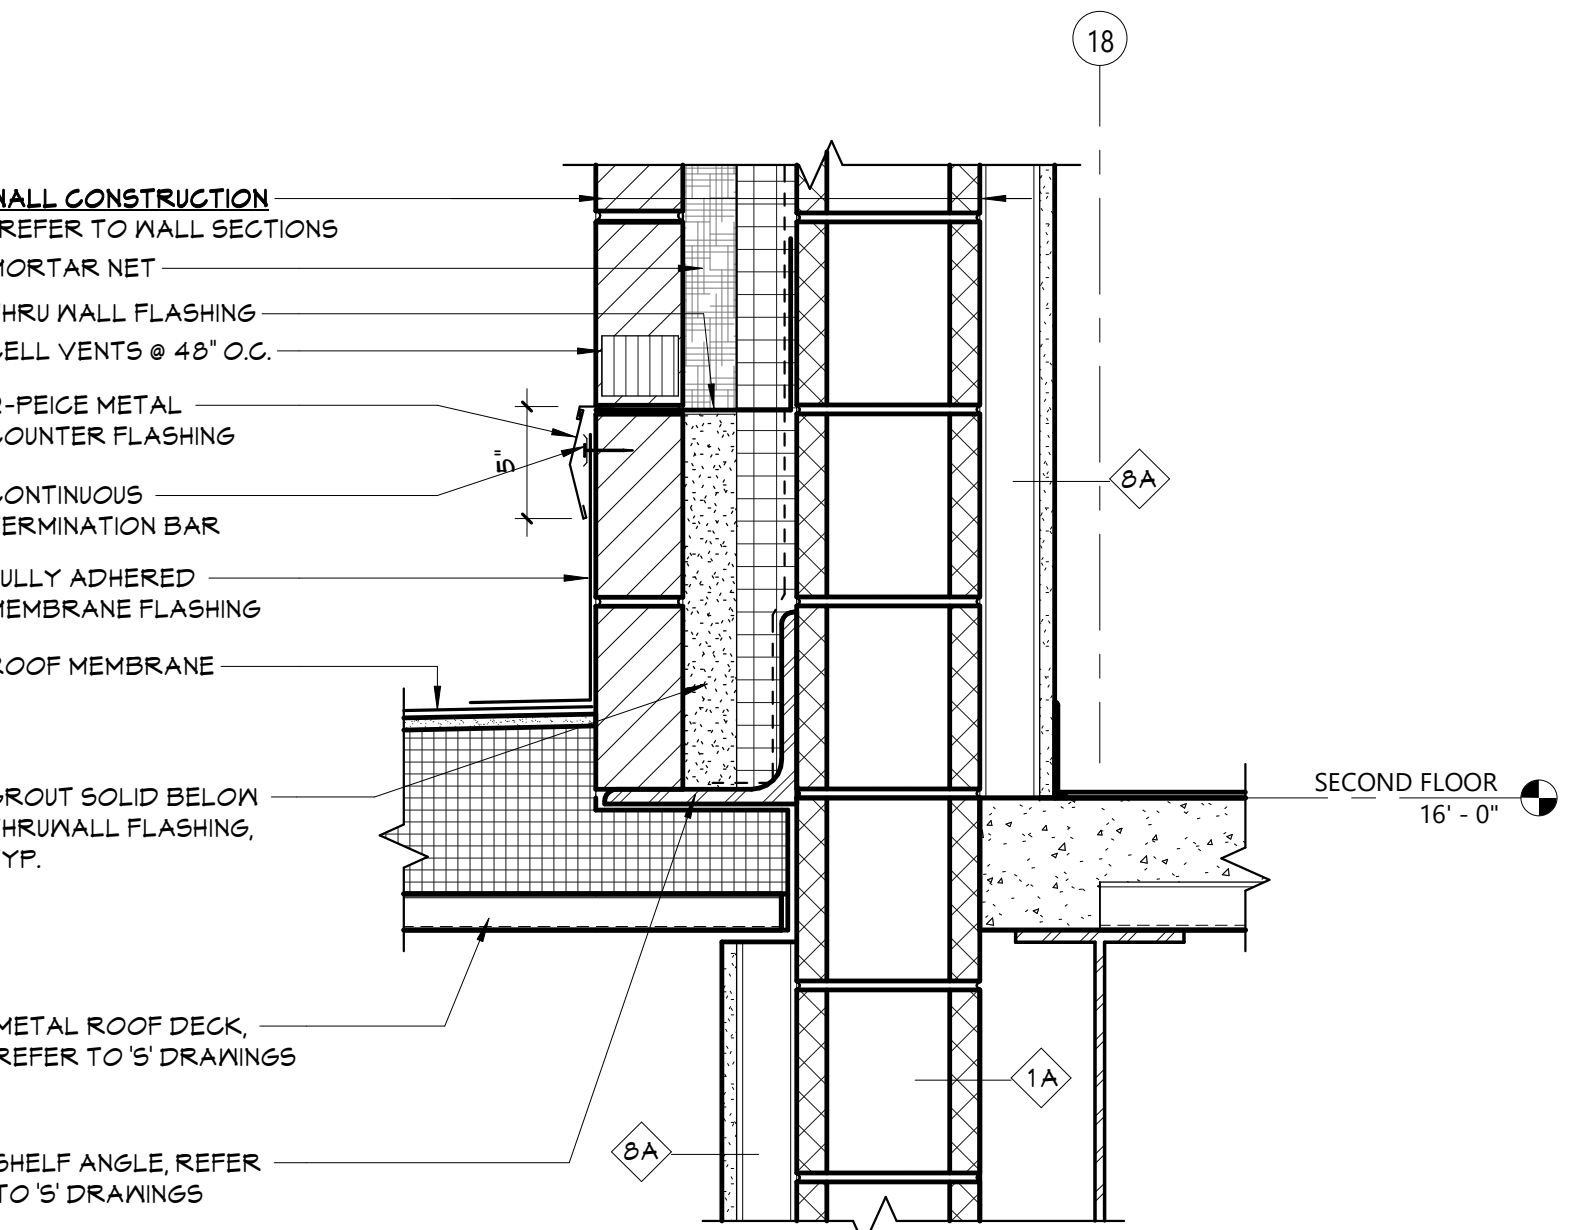 18
WALL CONSTRUCTION
REFER TO WALL SECTIONS
MORTAR NET
THRU WALL FLASHING
CELL VENTS @ 48" O.C.
2-PEICE METAL
COUNTER FLASHING
5"
8A
CONTINUOUS
TERMINATION BAR
FULLY ADHERED
MEMBRANE FLASHING
ROOF MEMBRANE
SECOND FLOOR
16' - 0"
GROUT SOLID BELOW
THRUWALL FLASHING,
TYP.
METAL ROOF DECK,
REFER TO 'S' DRAWINGS
1A
8A
SHELF ANGLE, REFER
TO 'S' DRAWINGS